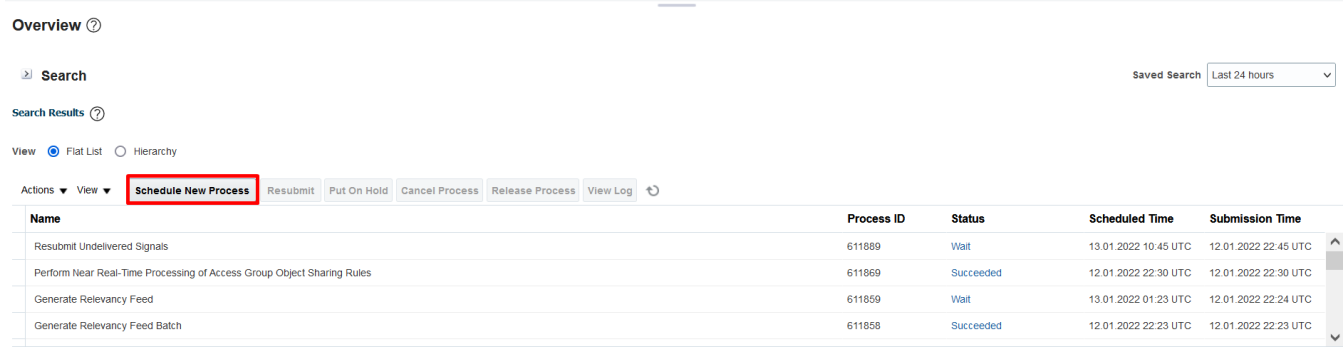 Overview ?
Search
Saved Search Last 24 hours
Search Results ?
View Flat List Hierarchy
Actions View Schedule New Process Resubmit Put On Hold Cancel Process Release Process View Log
Name Process ID Status Scheduled Time Submission Time
Resubmit Undelivered Signals 611889 Wait 13.01.2022 10:45 UTC 12.01.2022 22:45 UTC
Perform Near Real-Time Processing of Access Group Object Sharing Rules 611869 Succeeded 12.01.2022 22:30 UTC 12.01.2022 22:30 UTC
Generate Relevancy Feed 611859 Wait 13.01.2022 01:23 UTC 12.01.2022 22:24 UTC
Generate Relevancy Feed Batch 611858 Succeeded 12.01.2022 22:23 UTC 12.01.2022 22:23 UTC